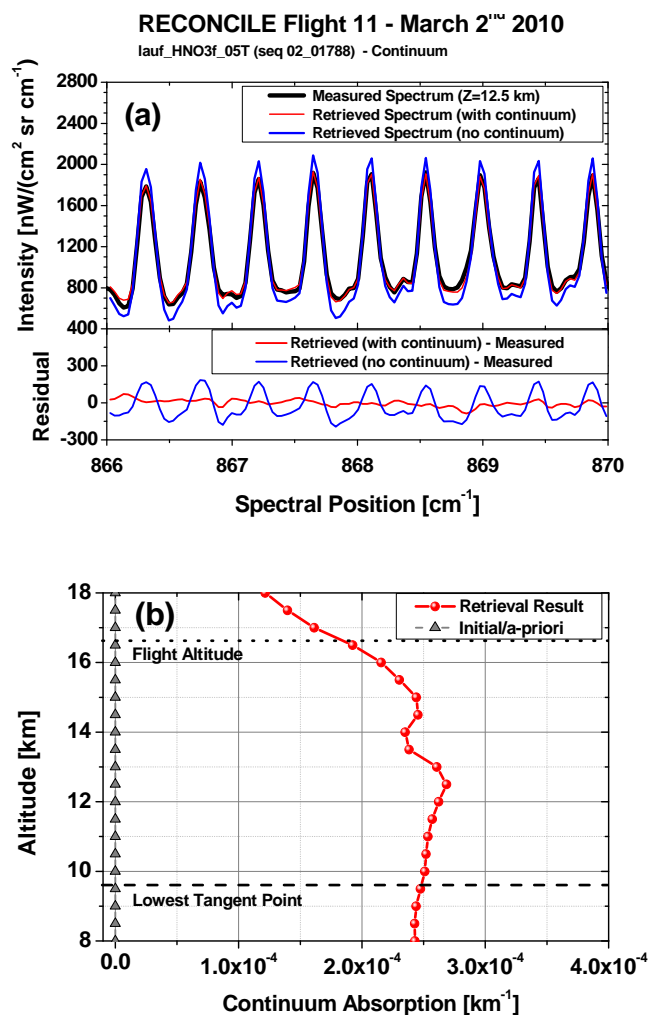 RECONCILE Flight 11 - March 2nd 2010
lauf_HNO3f_05T (seq 02_01788) - Continuum
(a)
Measured Spectrum (Z=12.5 km)
Retrieved Spectrum (with continuum)
Retrieved Spectrum (no continuum)
Intensity [nW/(cm² sr cm⁻¹)]
2800
2400
2000
1600
1200
800
400
Retrieved (with continuum) - Measured
Retrieved (no continuum) - Measured
Residual
300
0
-300
866 867 868 869 870
Spectral Position [cm⁻¹]
(b)
Retrieval Result
Initial/a-priori
Flight Altitude
Lowest Tangent Point
Altitude [km]
18
16
14
12
10
8
0.0 1.0x10⁻⁴ 2.0x10⁻⁴ 3.0x10⁻⁴ 4.0x10⁻⁴
Continuum Absorption [km⁻¹]